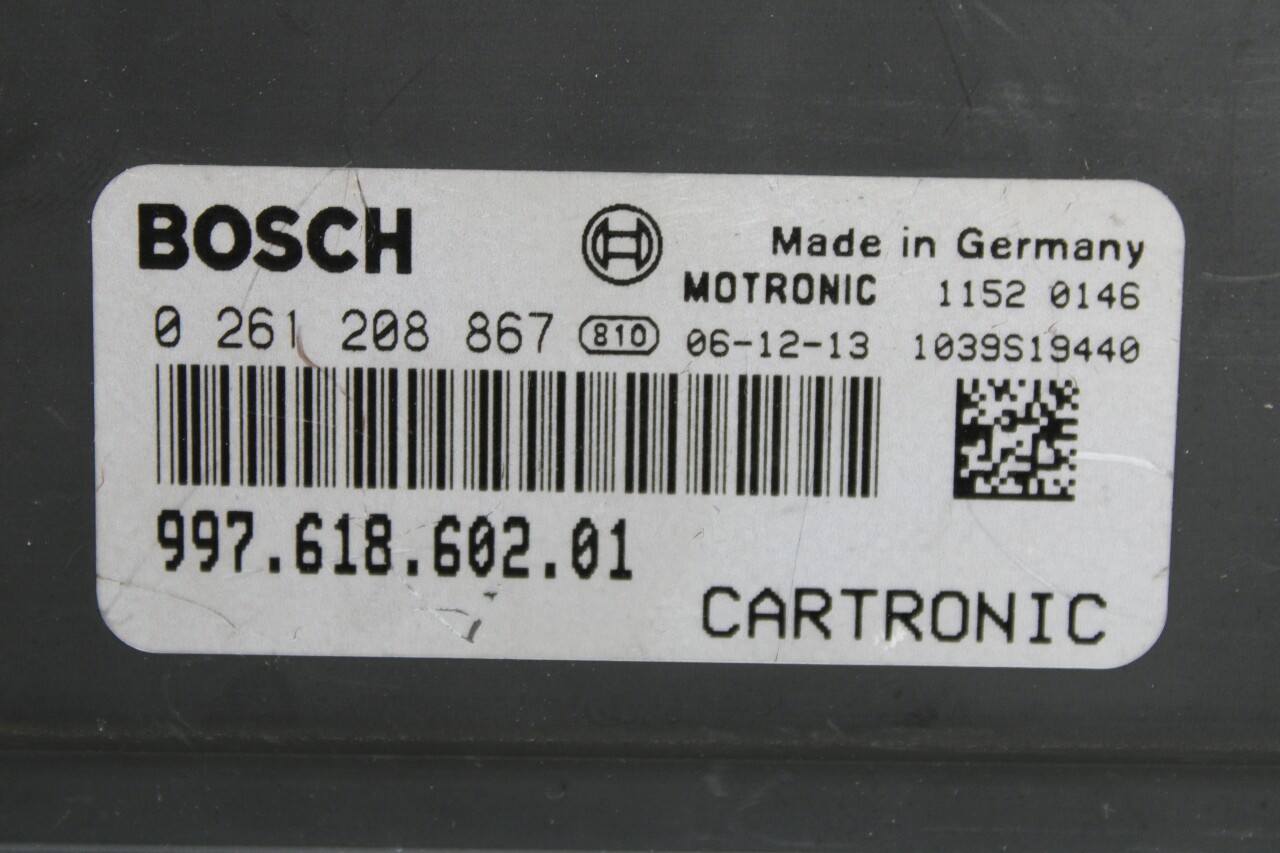 BOSCH
Made in Germany
MOTRONIC 1152 0146
0 261 208 867 810 06-12-13 1039S19440
997.618.602.01
CARTRONIC